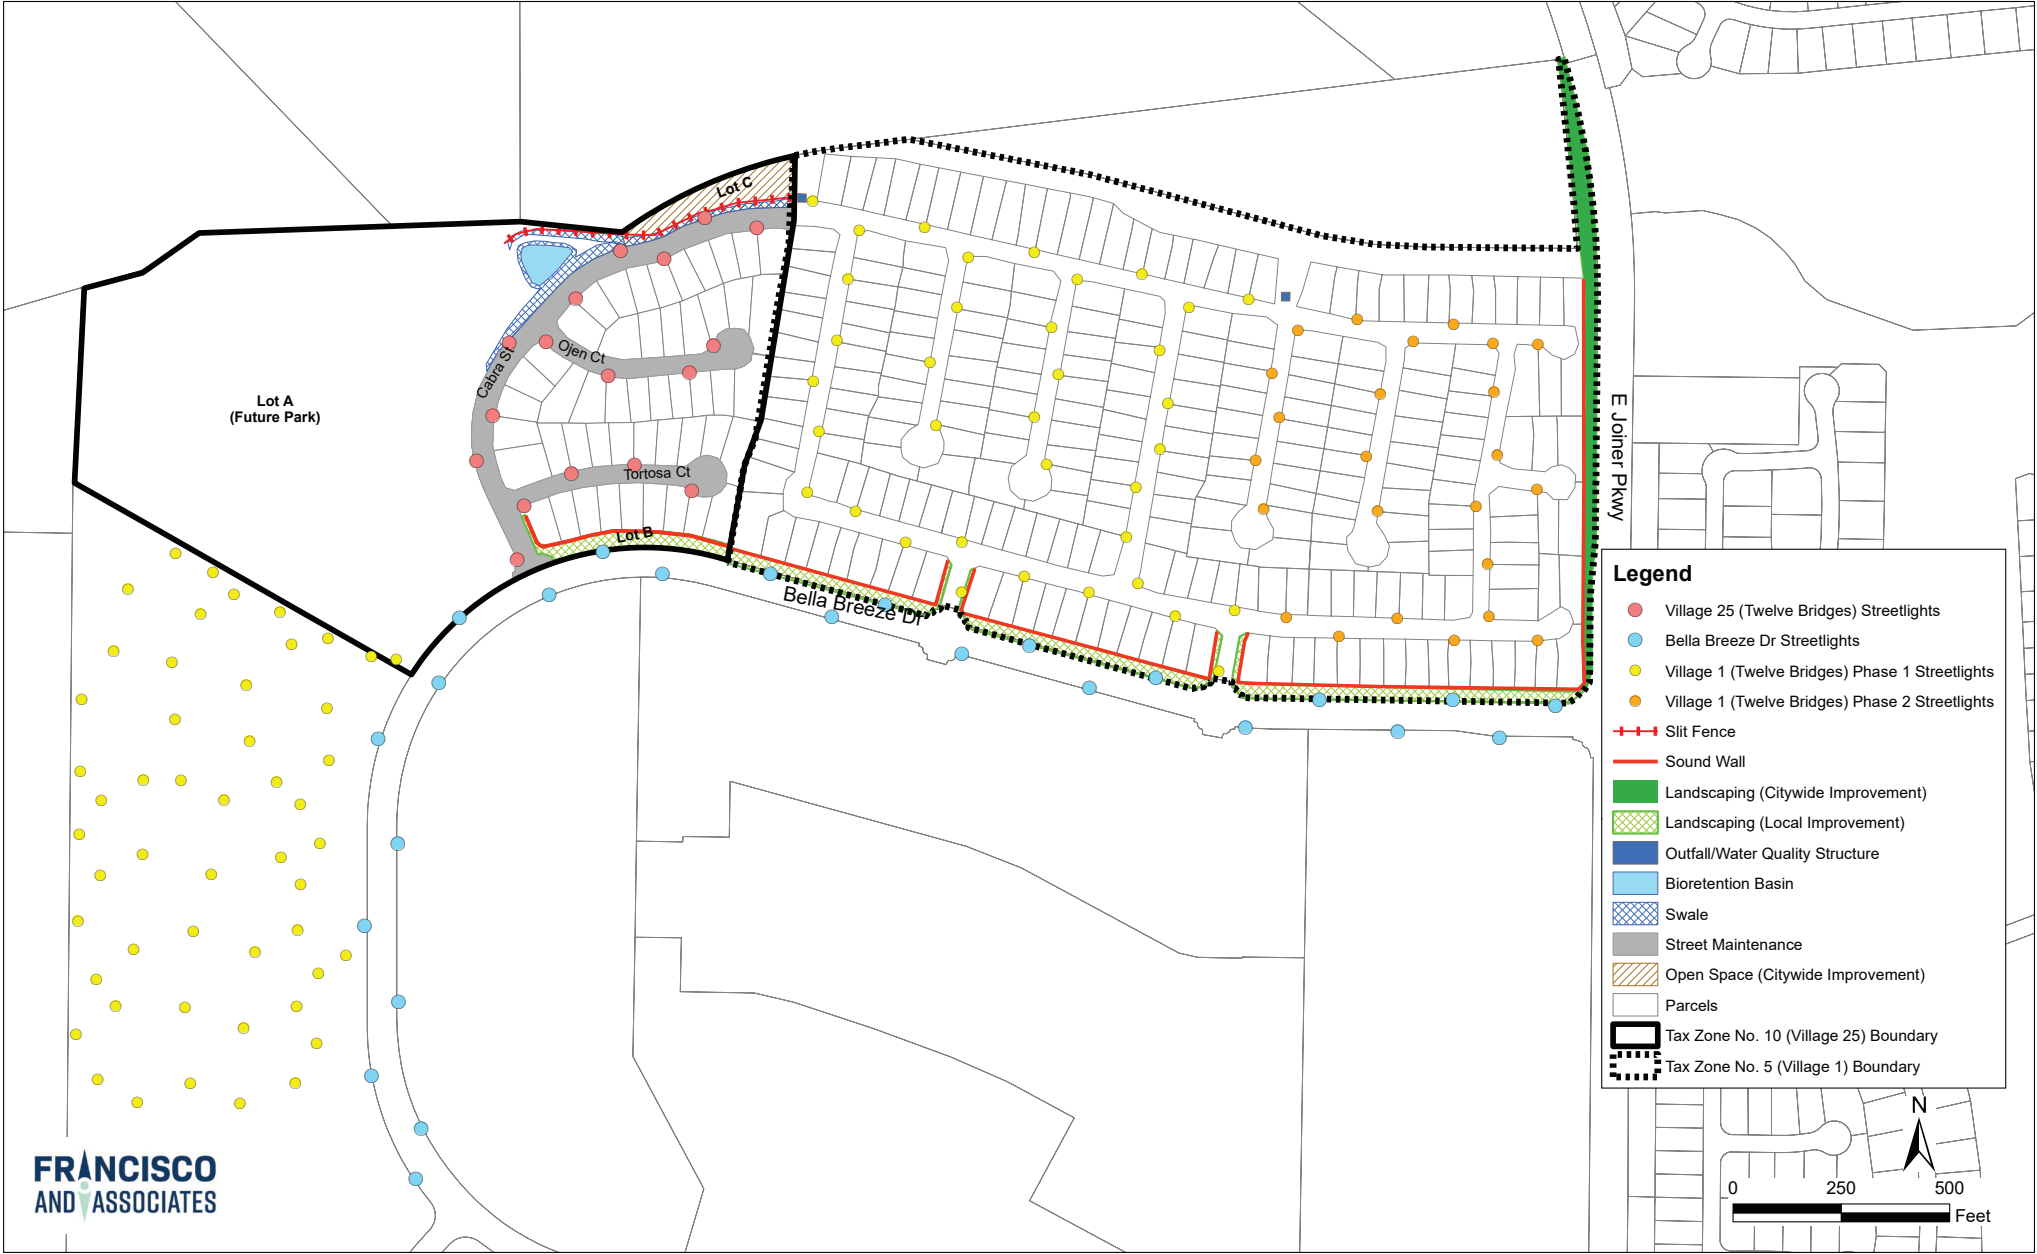 Lot C
Ojen Ct
Cabra St
Lot A
(Future Park)
Tortosa Ct
Lot B
Bella Breeze Dr
E Joiner Pkwy
Legend
Village 25 (Twelve Bridges) Streetlights
Bella Breeze Dr Streetlights
Village 1 (Twelve Bridges) Phase 1 Streetlights
Village 1 (Twelve Bridges) Phase 2 Streetlights
Slit Fence
Sound Wall
Landscaping (Citywide Improvement)
Landscaping (Local Improvement)
Outfall/Water Quality Structure
Bioretention Basin
Swale
Street Maintenance
Open Space (Citywide Improvement)
Parcels
Tax Zone No. 10 (Village 25) Boundary
Tax Zone No. 5 (Village 1) Boundary
N
0 250 500
Feet
FRANCISCO
AND ASSOCIATES